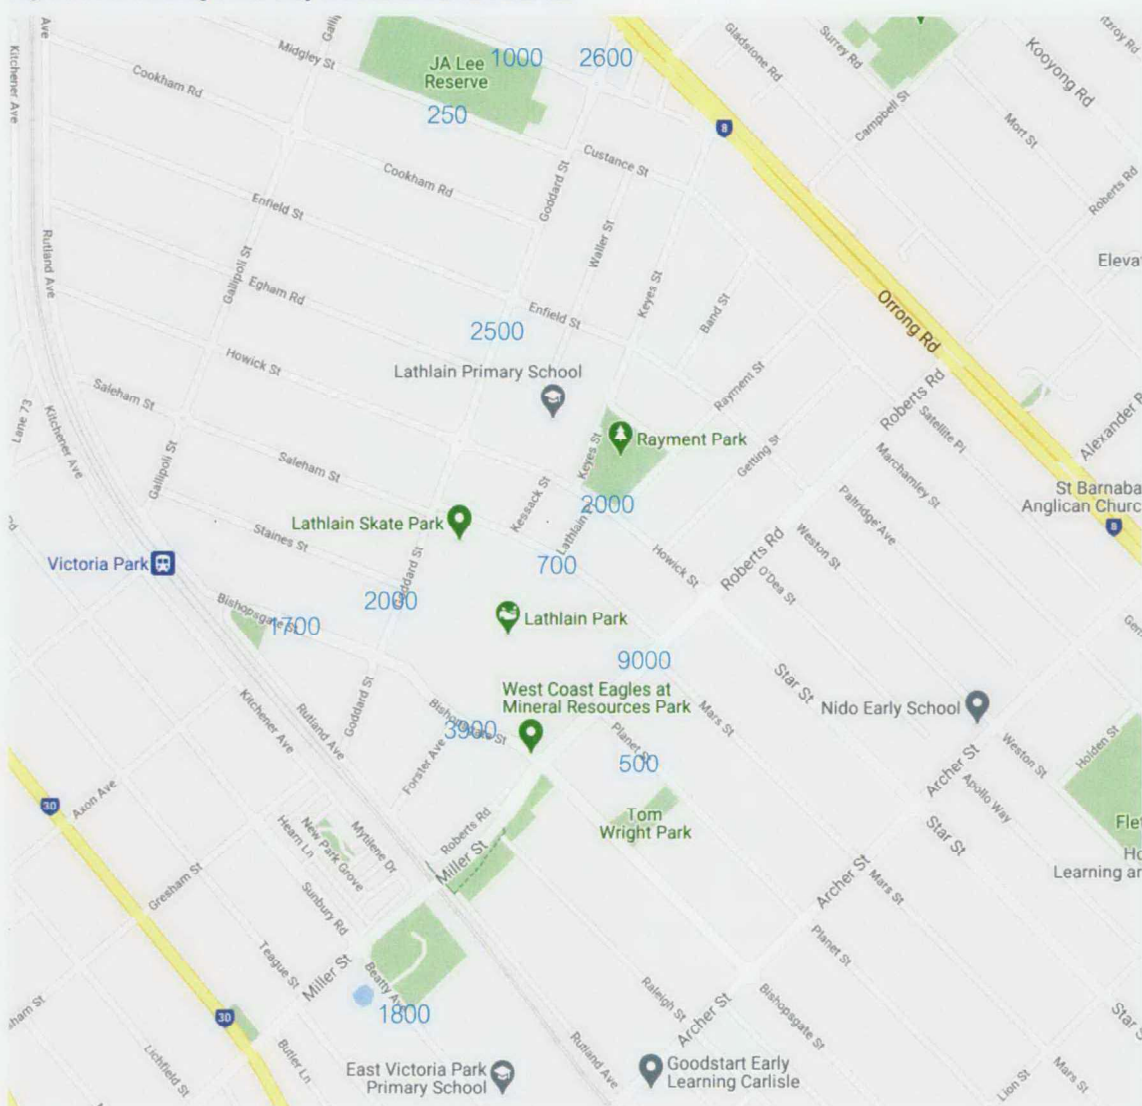 Ave
Kitchener Ave
Midgley St
JA Lee
Reserve
1000
2600
250
Gladstone Rd
Surrey Rd
Kooyong Rd
Cookham Rd
Campbell St
Mort St
8
Custance St
Cookham Rd
Goddard St
Roberts Rd
Enfield St
Waller St
Rutland Ave
Gallipoli St
Egham Rd
Keyes St
Band St
Enfield St
Orrong Rd
2500
Howick St
Lathlain Primary School
Saleham St
Rayment St
Roberts Rd
Satellite Pl
Lane 73
Kitchener Ave
Alexander
Keyes St
Rayment Park
Getting St
Marchamley St
Gallipoli St
Saleham St
Kessack St
2000
St Barnaba
Anglican Churc
8
Paltridge Ave
Lathlain Skate Park
Lathlain
Staines St
Weston St
Roberts Rd
Victoria Park
700
Howick St
O'Dea St
Goddard St
2000
Bishopsgate St
1700
Lathlain Park
9000
Star St
West Coast Eagles at
Mineral Resources Park
Nido Early School
Goddard St
Kitchener Ave
Rutland Ave
Bishopsgate St
3900
Mars St
Planet
500
Forster Ave
Weston St
Holden St
Archer St
Apollo Way
30
Axon Ave
Tom
Wright Park
Roberts Rd
Hearn Ln
New Park Grove
Mytilene Dr
Star St
Miller St
Archer St
Mars St
Learning ar
Gresham St
Sunbury Rd
Planet St
Teague St
Miller St
Beatty
1800
Raleigh St
Archer St
Bishopsgate St
30
Lichfield St
Butler Ln
East Victoria Park
Primary School
Rutland Ave
Goodstart Early
Learning Carlisle
Lion St
Mars St
Star S